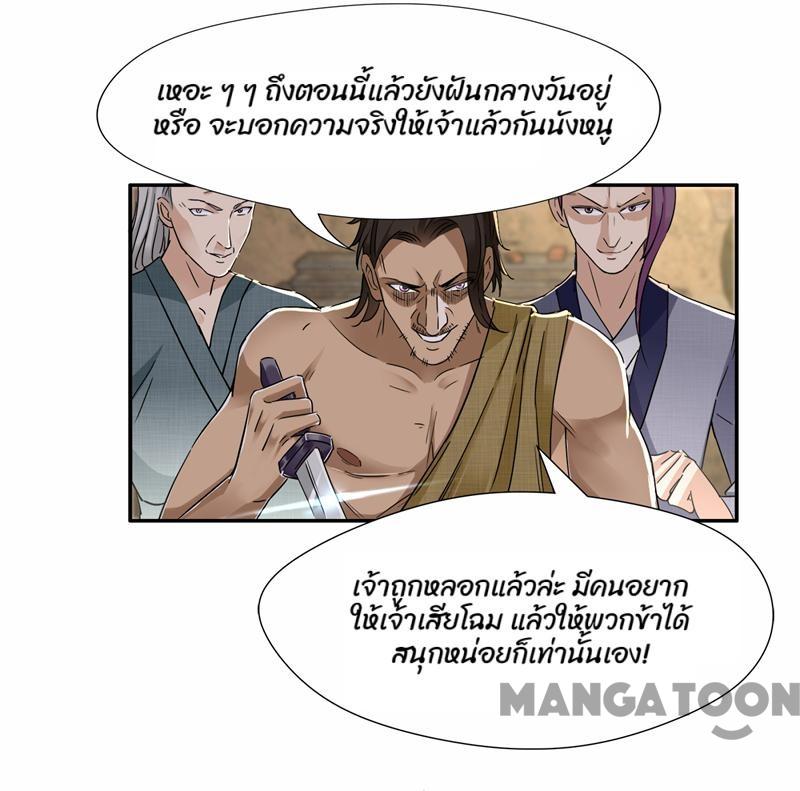 เหอะ ๆ ๆ ถึงตอนนี้แล้วยังฝันกลางวันอยู่
หรือ จะบอกความจริงให้เจ้าแล้วกันนังหนู
เจ้าถูกหลอกแล้วล่ะ มีคนอยาก
ให้เจ้าเสียโฉม แล้วให้พวกข้าได้
สนุกหน่อยก็เท่านั้นเอง!
MANGATOON